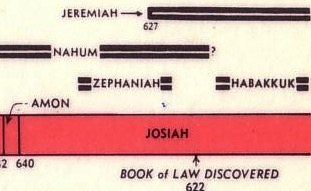 JEREMIAH
627
NAHUM ?
ZEPHANIAH HABAKKUK
AMON
JOSIAH
640
BOOK of LAW DISCOVERED
622